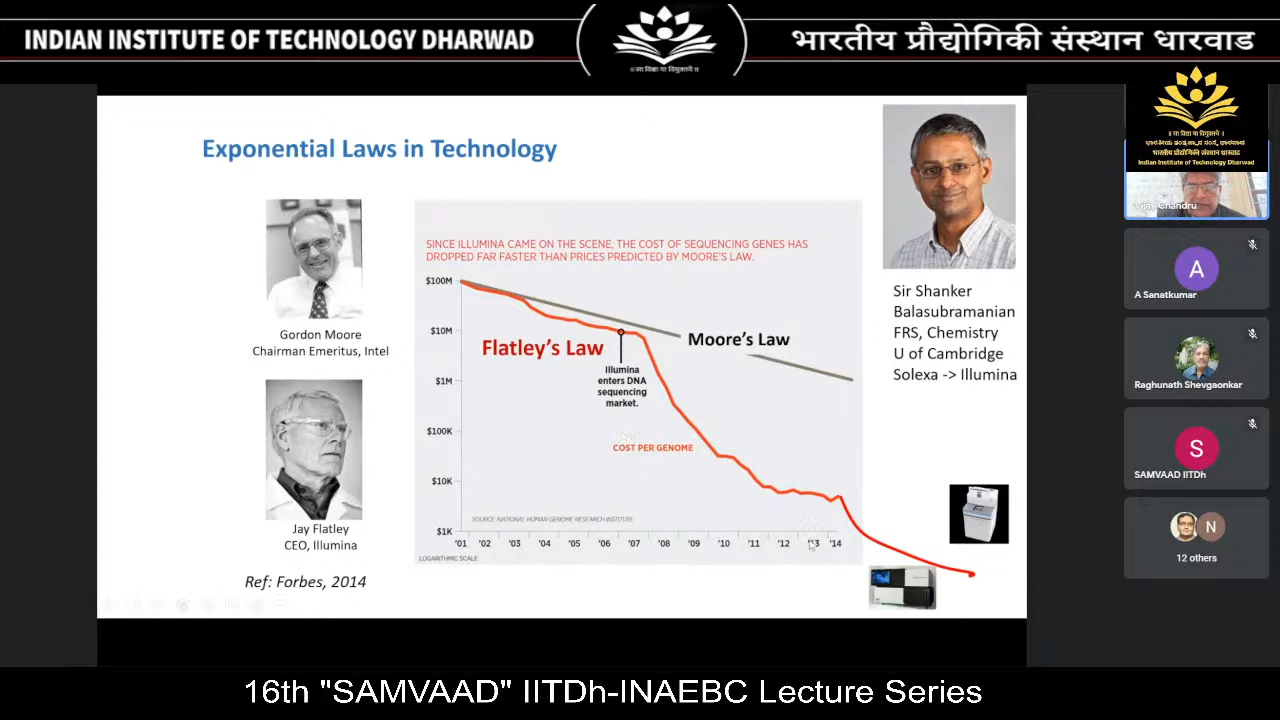 INDIAN INSTITUTE OF TECHNOLOGY DHARWAD
॥ सा विद्या या विमुक्तये ॥
भारतीय प्रौद्योगिकी संस्थान धारवाड
Exponential Laws in Technology
Gordon Moore
Chairman Emeritus, Intel
Jay Flatley
CEO, Illumina
Ref: Forbes, 2014
SINCE ILLUMINA CAME ON THE SCENE, THE COST OF SEQUENCING GENES HAS
DROPPED FAR FASTER THAN PRICES PREDICTED BY MOORE'S LAW.
$100M
$10M
$1M
$100K
$10K
$1K
Flatley's Law
Moore's Law
Illumina
enters DNA
sequencing
market.
COST PER GENOME
SOURCE: NATIONAL HUMAN GENOME RESEARCH INSTITUTE
'01 '02 '03 '04 '05 '06 '07 '08 '09 '10 '11 '12 '13 '14
LOGARITHMIC SCALE
Sir Shanker
Balasubramanian
FRS, Chemistry
U of Cambridge
Solexa -> Illumina
॥ सा विद्या या विमुक्तये ॥
भारतीय प्रौद्योगिकी संस्थान धारवाड
Indian Institute of Technology Dharwad
Vijay Chandru
A
A Sanatkumar
Raghunath Shevgaonkar
S
SAMVAAD IITDh
N
12 others
16th "SAMVAAD" IITDh-INAEBC Lecture Series